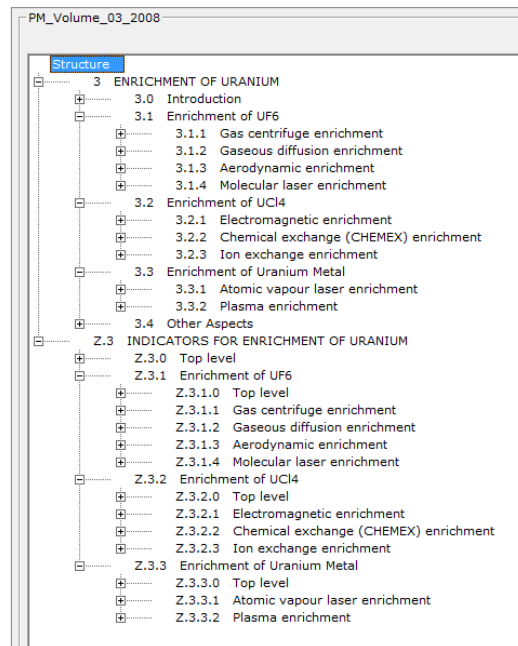 PM_Volume_03_2008
Structure
3 ENRICHMENT OF URANIUM
3.0 Introduction
3.1 Enrichment of UF6
3.1.1 Gas centrifuge enrichment
3.1.2 Gaseous diffusion enrichment
3.1.3 Aerodynamic enrichment
3.1.4 Molecular laser enrichment
3.2 Enrichment of UCl4
3.2.1 Electromagnetic enrichment
3.2.2 Chemical exchange (CHEMEX) enrichment
3.2.3 Ion exchange enrichment
3.3 Enrichment of Uranium Metal
3.3.1 Atomic vapour laser enrichment
3.3.2 Plasma enrichment
3.4 Other Aspects
Z.3 INDICATORS FOR ENRICHMENT OF URANIUM
Z.3.0 Top level
Z.3.1 Enrichment of UF6
Z.3.1.0 Top level
Z.3.1.1 Gas centrifuge enrichment
Z.3.1.2 Gaseous diffusion enrichment
Z.3.1.3 Aerodynamic enrichment
Z.3.1.4 Molecular laser enrichment
Z.3.2 Enrichment of UCl4
Z.3.2.0 Top level
Z.3.2.1 Electromagnetic enrichment
Z.3.2.2 Chemical exchange (CHEMEX) enrichment
Z.3.2.3 Ion exchange enrichment
Z.3.3 Enrichment of Uranium Metal
Z.3.3.0 Top level
Z.3.3.1 Atomic vapour laser enrichment
Z.3.3.2 Plasma enrichment